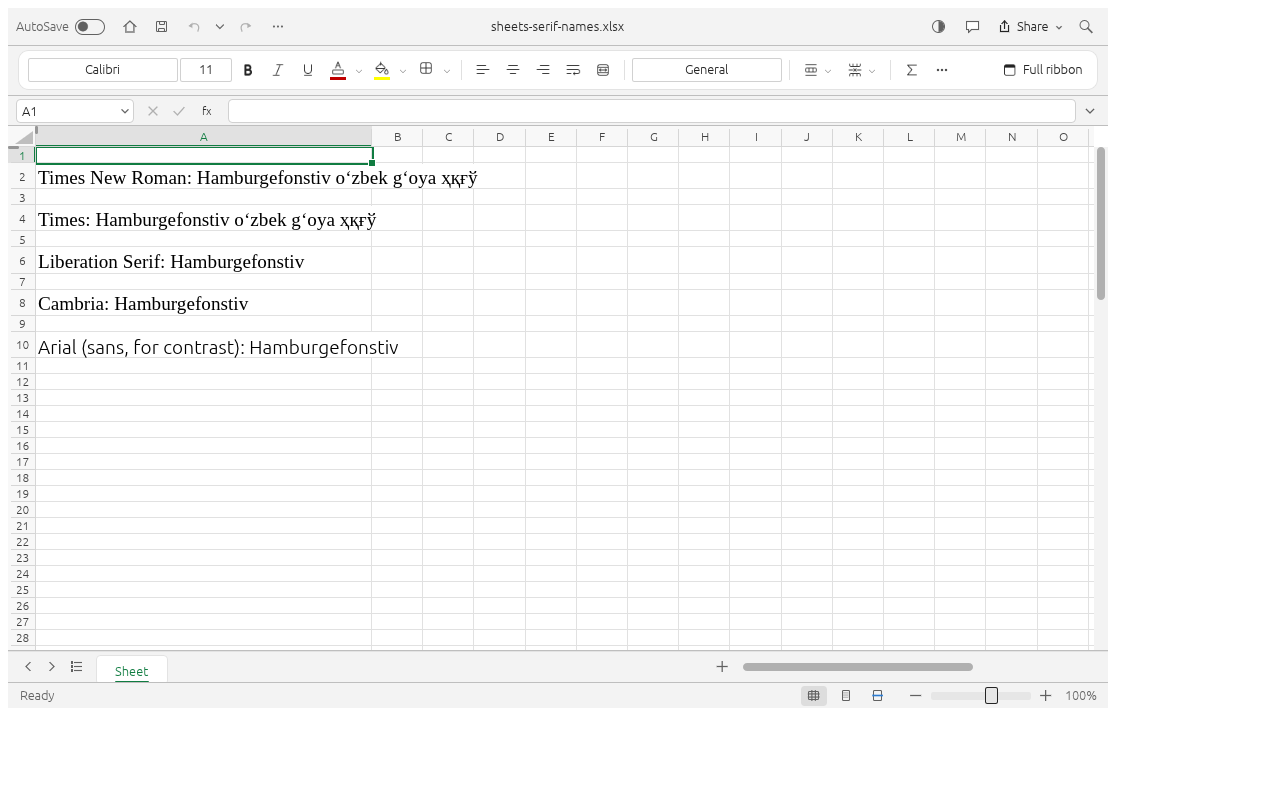 AutoSave
sheets-serif-names.xlsx
Share
Calibri
11
B I U A
General
Full ribbon
A1
fx
A B C D E F G H I J K L M N O
1
2 Times New Roman: Hamburgefonstiv oʻzbek gʻoya ҳқғў
3
4 Times: Hamburgefonstiv oʻzbek gʻoya ҳқғў
5
6 Liberation Serif: Hamburgefonstiv
7
8 Cambria: Hamburgefonstiv
9
10 Arial (sans, for contrast): Hamburgefonstiv
11
12
13
14
15
16
17
18
19
20
21
22
23
24
25
26
27
28
Sheet
Ready
100%